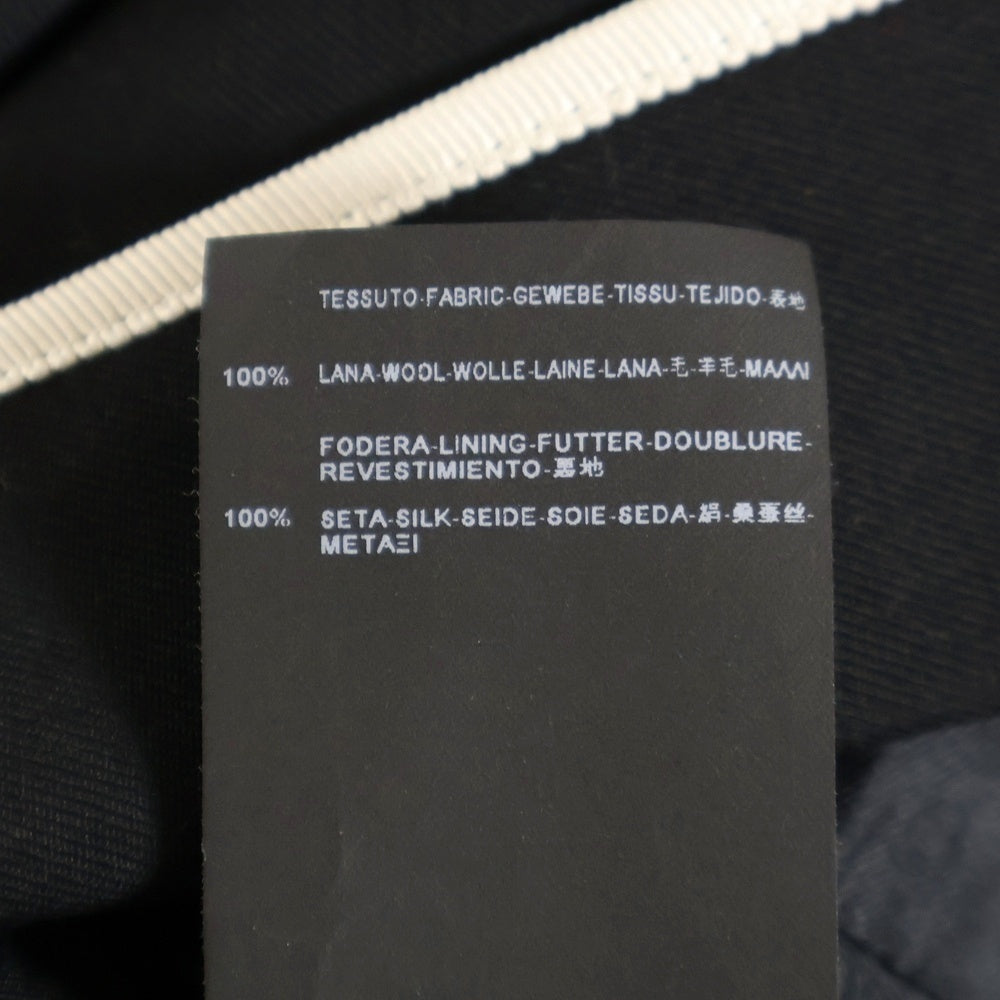 TESSUTO-FABRIC-GEWEBE-TISSU-TEJIDO-表地
100% LANA-WOOL-WOLLE-LAINE-LANA-毛-羊毛-ΜΑΛΛΙ
FODERA-LINING-FUTTER-DOUBLURE-
REVESTIMIENTO-裏地
100% SETA-SILK-SEIDE-SOIE-SEDA-絹-桑蚕丝-
ΜΕΤΑΞΙ